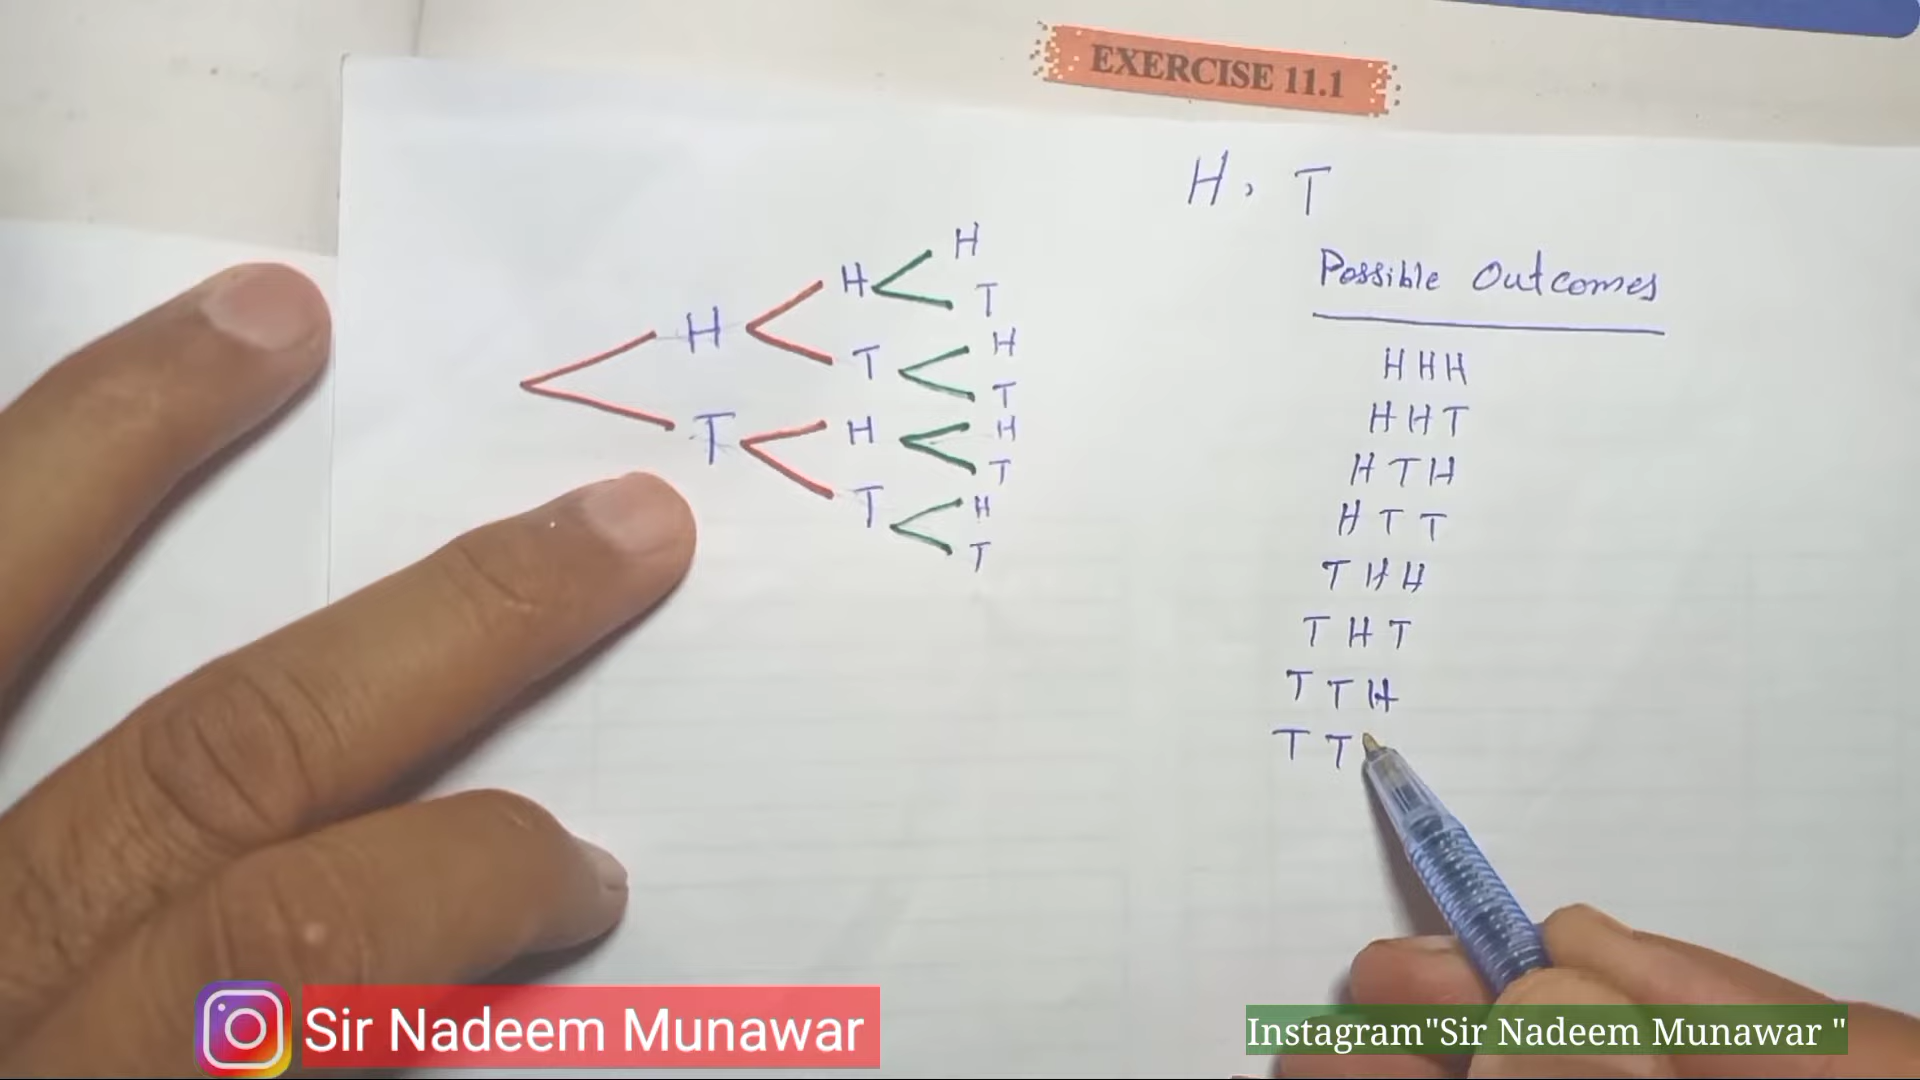 EXERCISE 11.1
H, T
Possible Outcomes
H H H
H H T
H T H
H T T
T H H
T H T
T T H
T T
H
T
H
T
H
T
H
T
H
T
H
T
H
T
Sir Nadeem Munawar
Instagram"Sir Nadeem Munawar "